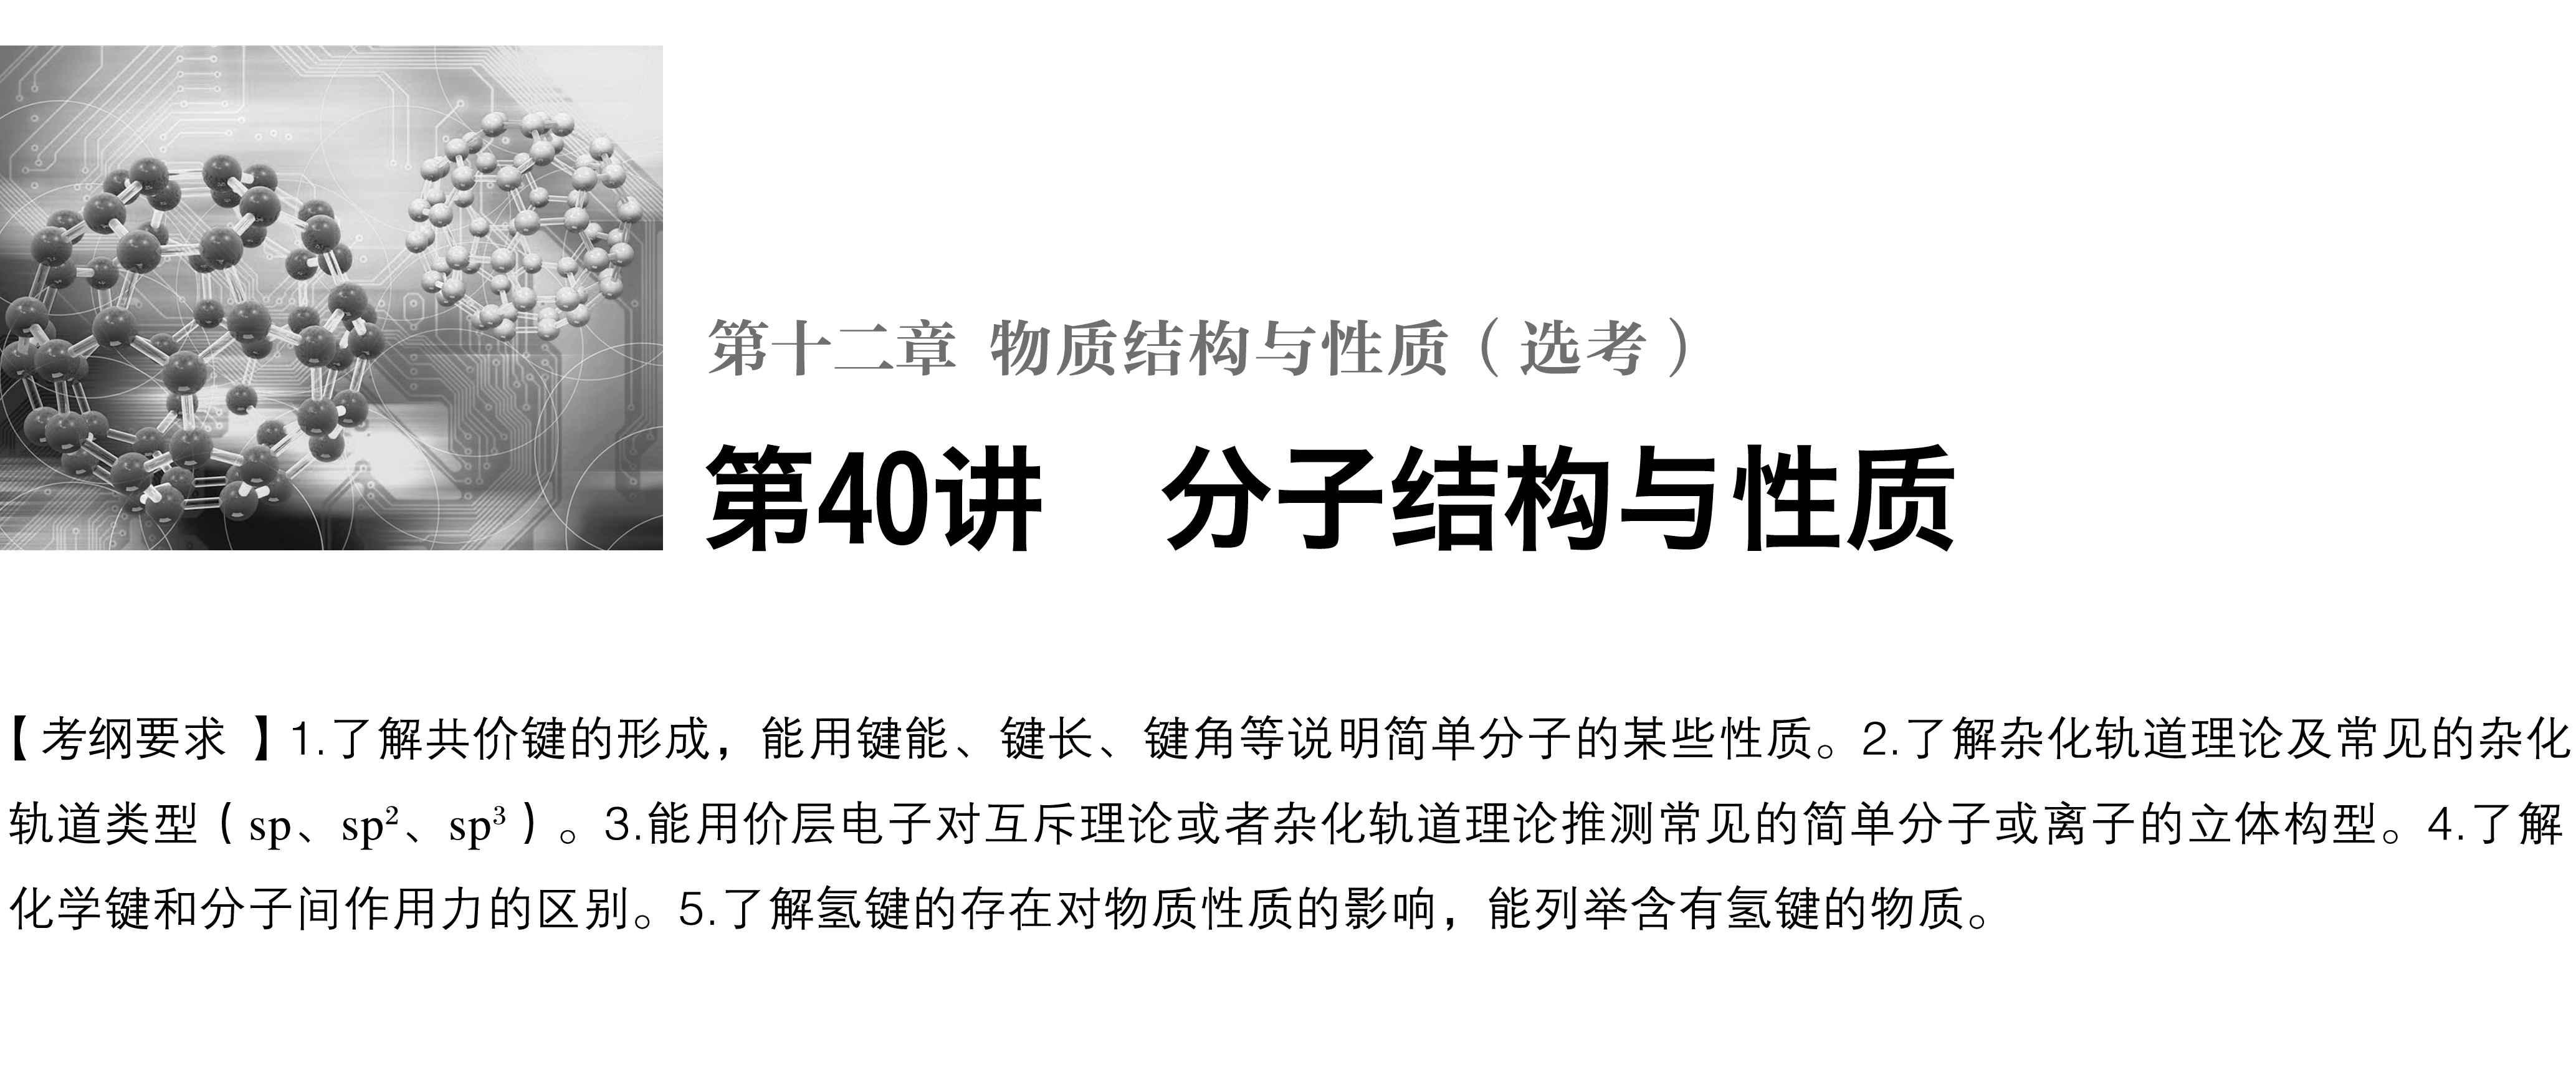 第十二章 物质结构与性质（选考）
第40讲　分子结构与性质
【考纲要求 】1.了解共价键的形成，能用键能、键长、键角等说明简单分子的某些性质。2.了解杂化轨道理论及常见的杂化
轨道类型（sp、sp²、sp³）。3.能用价层电子对互斥理论或者杂化轨道理论推测常见的简单分子或离子的立体构型。4.了解
化学键和分子间作用力的区别。5.了解氢键的存在对物质性质的影响，能列举含有氢键的物质。